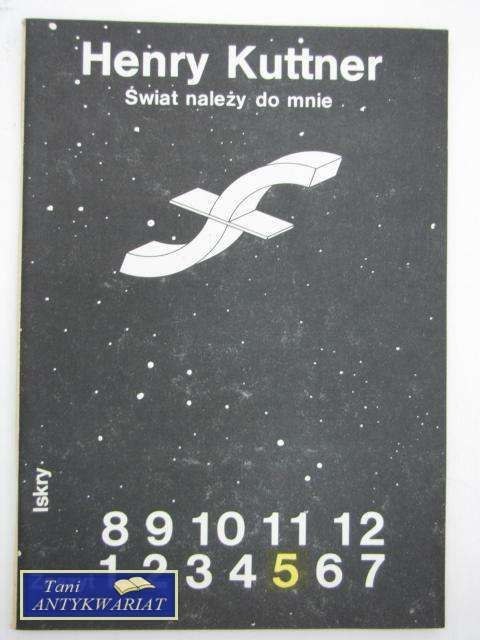 Henry Kuttner
Świat należy do mnie
Iskry
8 9 10 11 12
1 2 3 4 5 6 7
Tani
ANTYKWARIAT